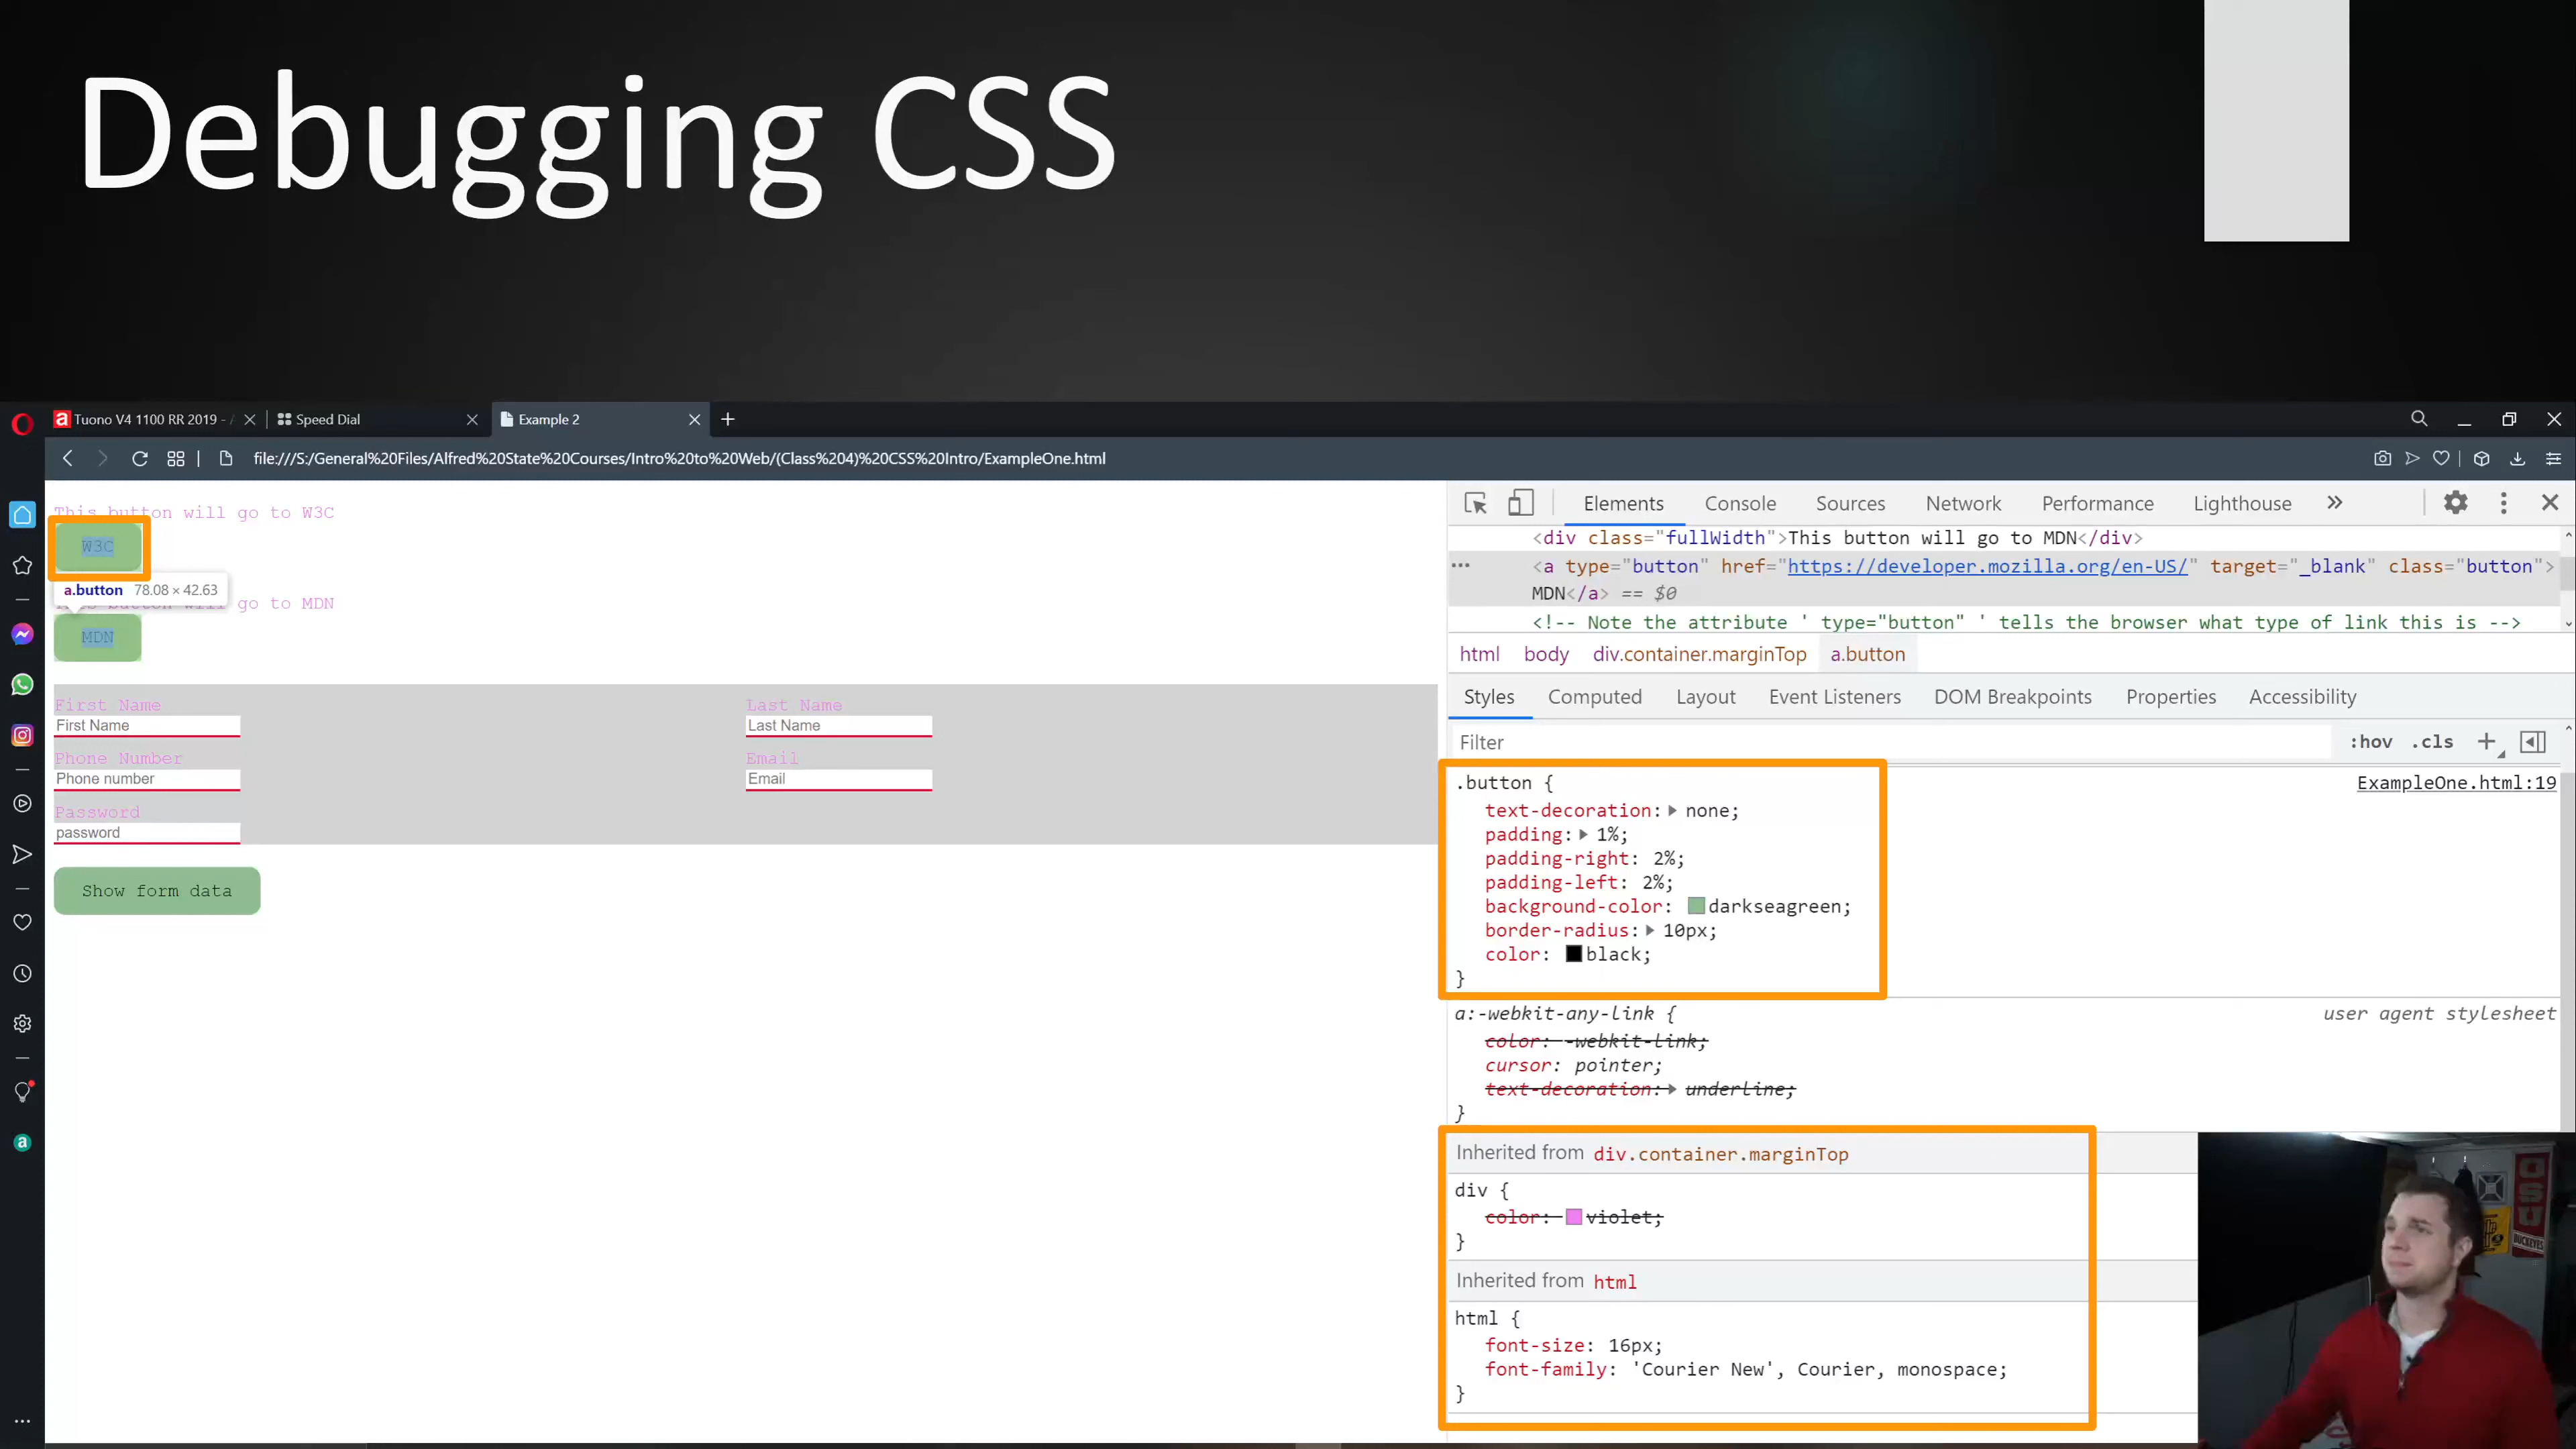 Debugging CSS
Tuono V4 1100 RR 2019 - /
Speed Dial
Example 2
file:///S:/General%20Files/Alfred%20State%20Courses/Intro%20to%20Web/(Class%204)%20CSS%20Intro/ExampleOne.html
This button will go to W3C
W3C
a.button 78.08 × 42.63
button will go to MDN
MDN
First Name
Last Name
First Name
Last Name
Phone Number
Email
Phone number
Email
Password
password
Show form data
Elements Console Sources Network Performance Lighthouse
<div class="fullWidth">This button will go to MDN</div>
<a type="button" href="https://developer.mozilla.org/en-US/" target="_blank" class="button">
MDN</a> == $0
<!-- Note the attribute ' type="button" ' tells the browser what type of link this is -->
html body div.container.marginTop a.button
Styles Computed Layout Event Listeners DOM Breakpoints Properties Accessibility
Filter
:hov .cls
.button {
ExampleOne.html:19
text-decoration: none;
padding: 1%;
padding-right: 2%;
padding-left: 2%;
background-color: darkseagreen;
border-radius: 10px;
color: black;
}
a:-webkit-any-link {
user agent stylesheet
color: -webkit-link;
cursor: pointer;
text-decoration: underline;
}
Inherited from div.container.marginTop
div {
color: violet;
}
Inherited from html
html {
font-size: 16px;
font-family: 'Courier New', Courier, monospace;
}
OSU
BUCKEYES